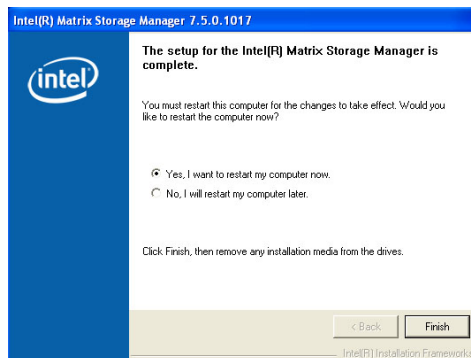 Intel(R) Matrix Storage Manager 7.5.0.1017
intel
The setup for the Intel(R) Matrix Storage Manager is
complete.
You must restart this computer for the changes to take effect. Would you
like to restart the computer now?
Yes, I want to restart my computer now.
No, I will restart my computer later.
Click Finish, then remove any installation media from the drives.
< Back
Finish
Intel(R) Installation Framework